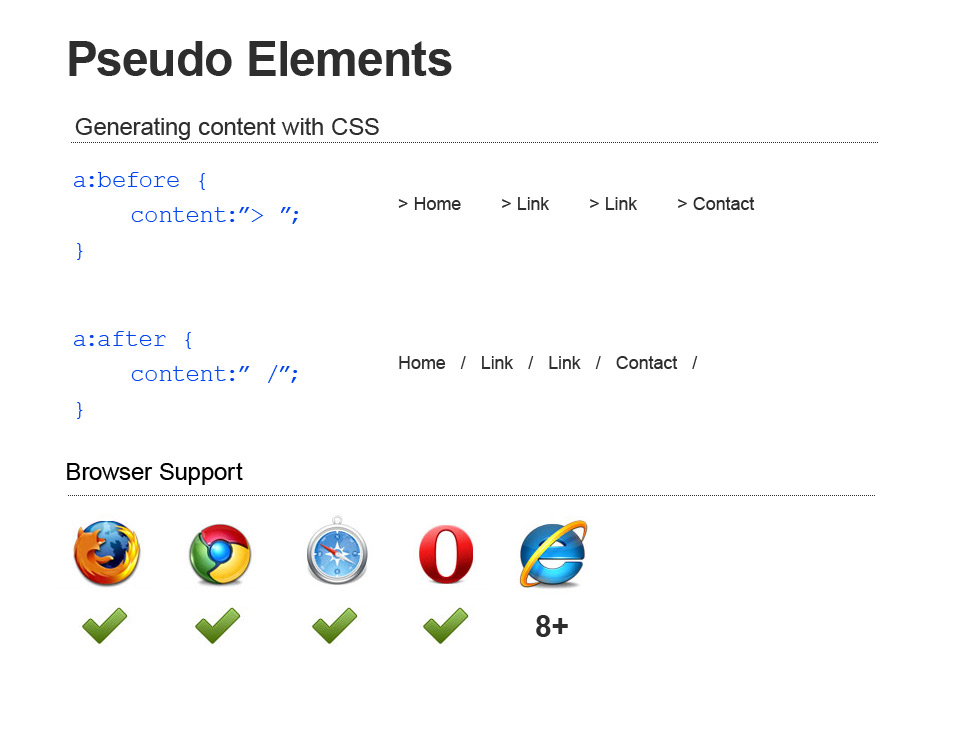 Pseudo Elements
Generating content with CSS
a:before {
content:”> ”;
}
> Home > Link > Link > Contact
a:after {
content:” /”;
}
Home / Link / Link / Contact /
Browser Support
8+